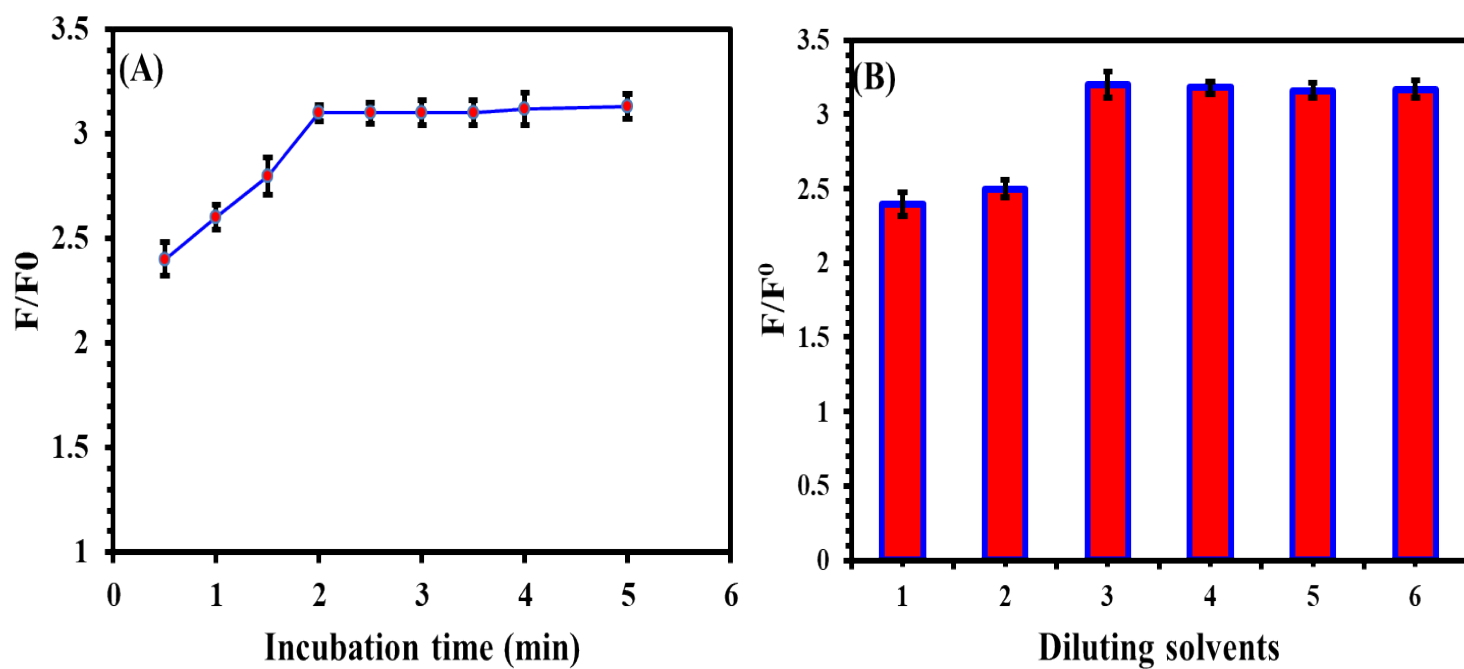 (A)
F/F0
3.5
3
2.5
2
1.5
1
0 1 2 3 4 5 6
Incubation time (min)
(B)
F/F⁰
3.5
3
2.5
2
1.5
1
0.5
0
1 2 3 4 5 6
Diluting solvents